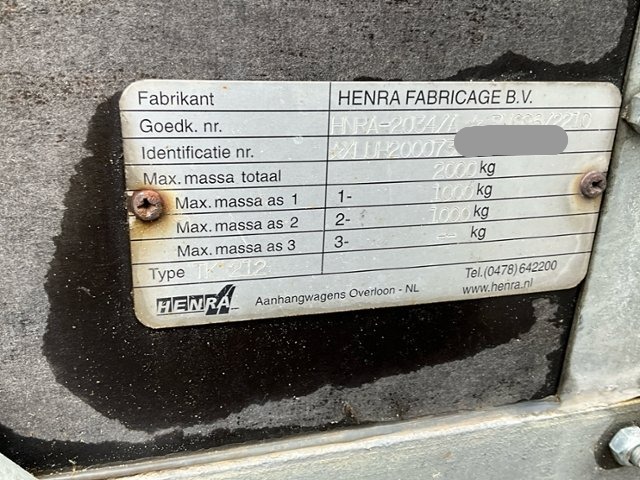 Fabrikant HENRA FABRICAGE B.V.
Goedk. nr.
Identificatie nr.
Max. massa totaal 2000 kg
Max. massa as 1 1- 1000 kg
Max. massa as 2 2- 1000 kg
Max. massa as 3 3- -- kg
Type TK 212
HENRA Aanhangwagens Overloon - NL Tel.(0478) 642200
www.henra.nl